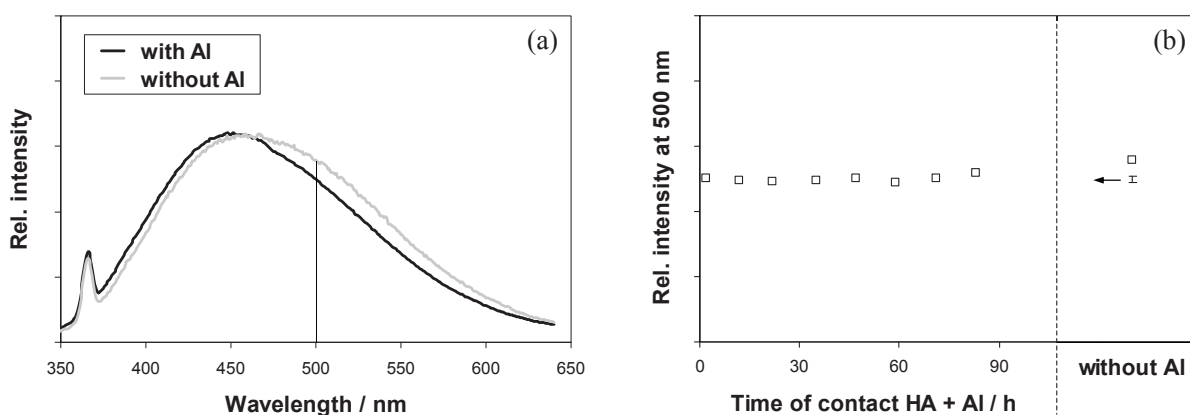 (a)
with Al
without Al
Rel. intensity
350
400
450
500
550
600
650
Wavelength / nm
(b)
Rel. intensity at 500 nm
0
30
60
90
without Al
Time of contact HA + Al / h